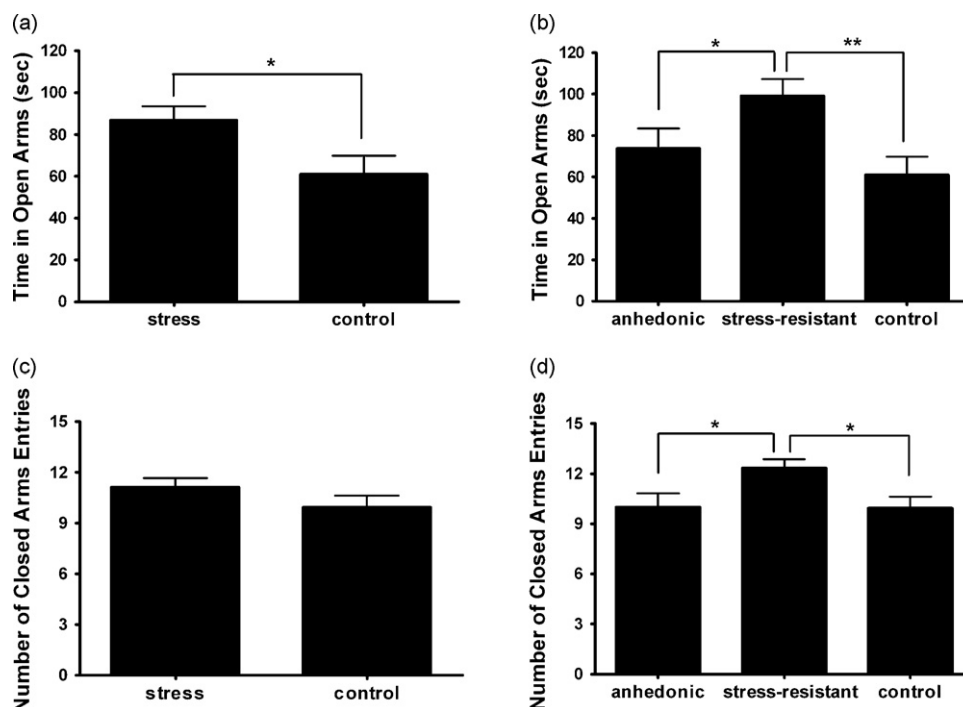 (a)
Time in Open Arms (sec)
120
100
80
60
40
20
0
*
stress control
(b)
Time in Open Arms (sec)
120
100
80
60
40
20
0
* **
anhedonic stress-resistant control
(c)
Number of Closed Arms Entries
15
12
9
6
3
0
stress control
(d)
Number of Closed Arms Entries
15
12
9
6
3
0
* *
anhedonic stress-resistant control